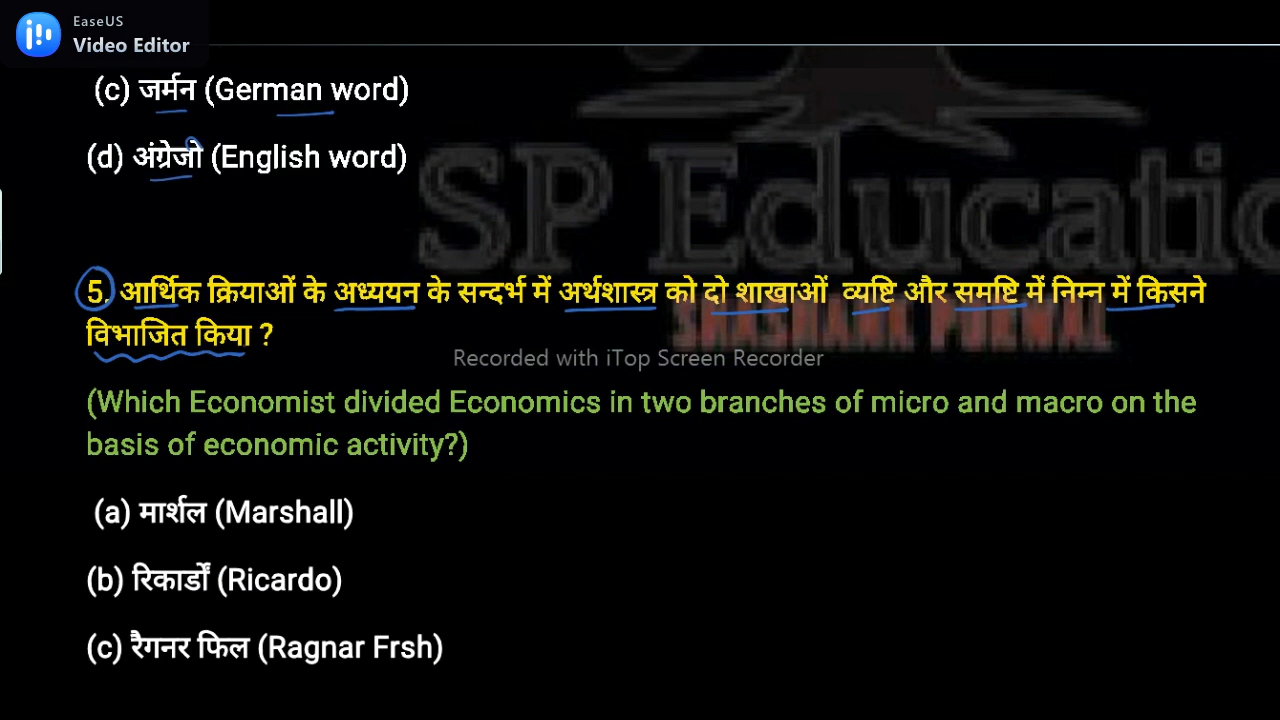 EaseUS
Video Editor
(c) जर्मन (German word)
(d) अंग्रेजी (English word)
SP Educatio
5. आर्थिक क्रियाओं के अध्ययन के सन्दर्भ में अर्थशास्त्र को दो शाखाओं व्यष्टि और समष्टि में निम्न में किसने
विभाजित किया ?
SHASHANK PORWAL
Recorded with iTop Screen Recorder
(Which Economist divided Economics in two branches of micro and macro on the
basis of economic activity?)
(a) मार्शल (Marshall)
(b) रिकार्डों (Ricardo)
(c) रैगनर फिल (Ragnar Frsh)